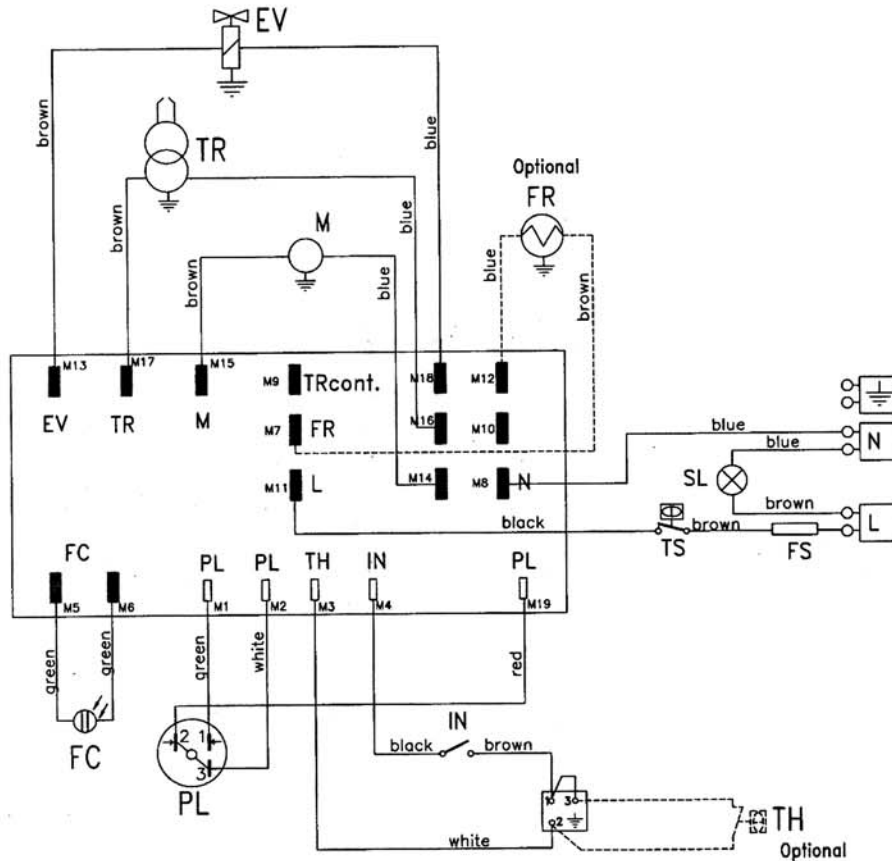 EV
brown
blue
TR
Optional
FR
brown
M
blue
blue
brown
brown
blue
M13
M17
M15
M9
TRcont.
M18
M12
EV
TR
M
M7
FR
M16
M10
M11
L
M14
M8
N
blue
blue
N
SL
brown
black
TS
brown
FS
L
FC
PL
PL
TH
IN
PL
M5
M6
M1
M2
M3
M4
M19
green
green
green
white
red
FC
2
1
3
PL
IN
black
brown
1
3
2
white
TH
Optional